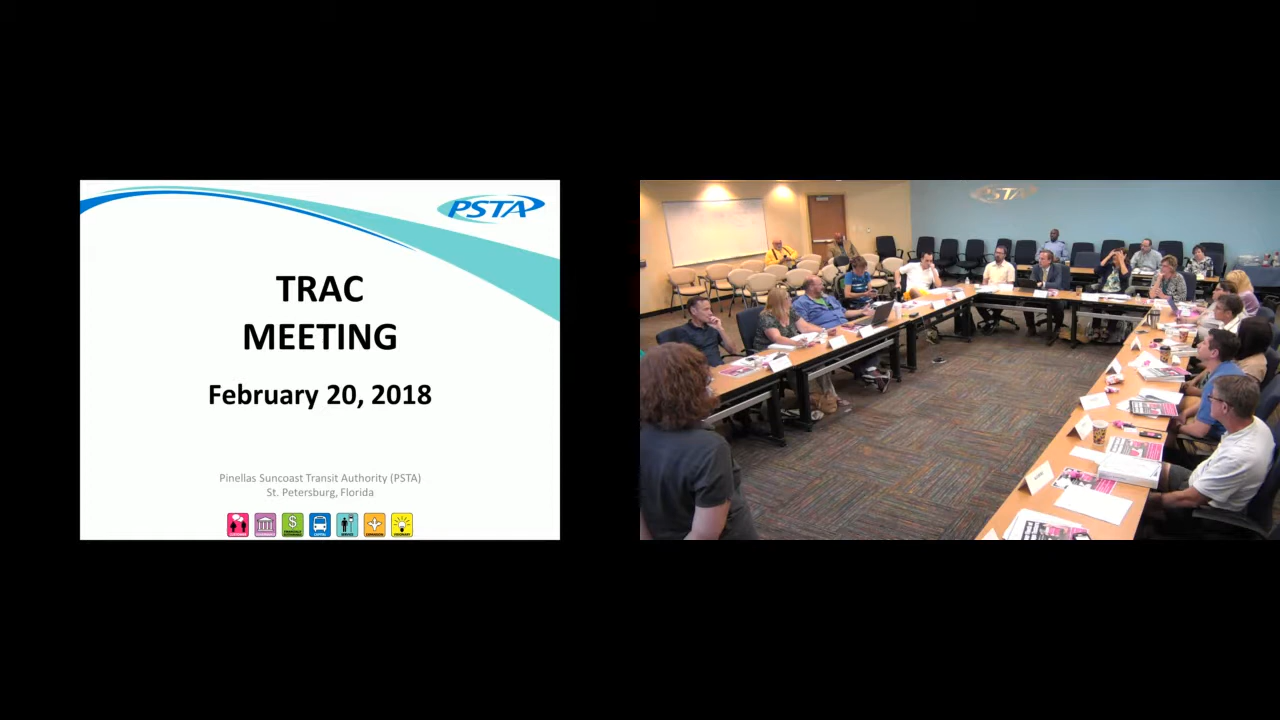 PSTA
TRAC
MEETING
February 20, 2018
Pinellas Suncoast Transit Authority (PSTA)
St. Petersburg, Florida
PSTA